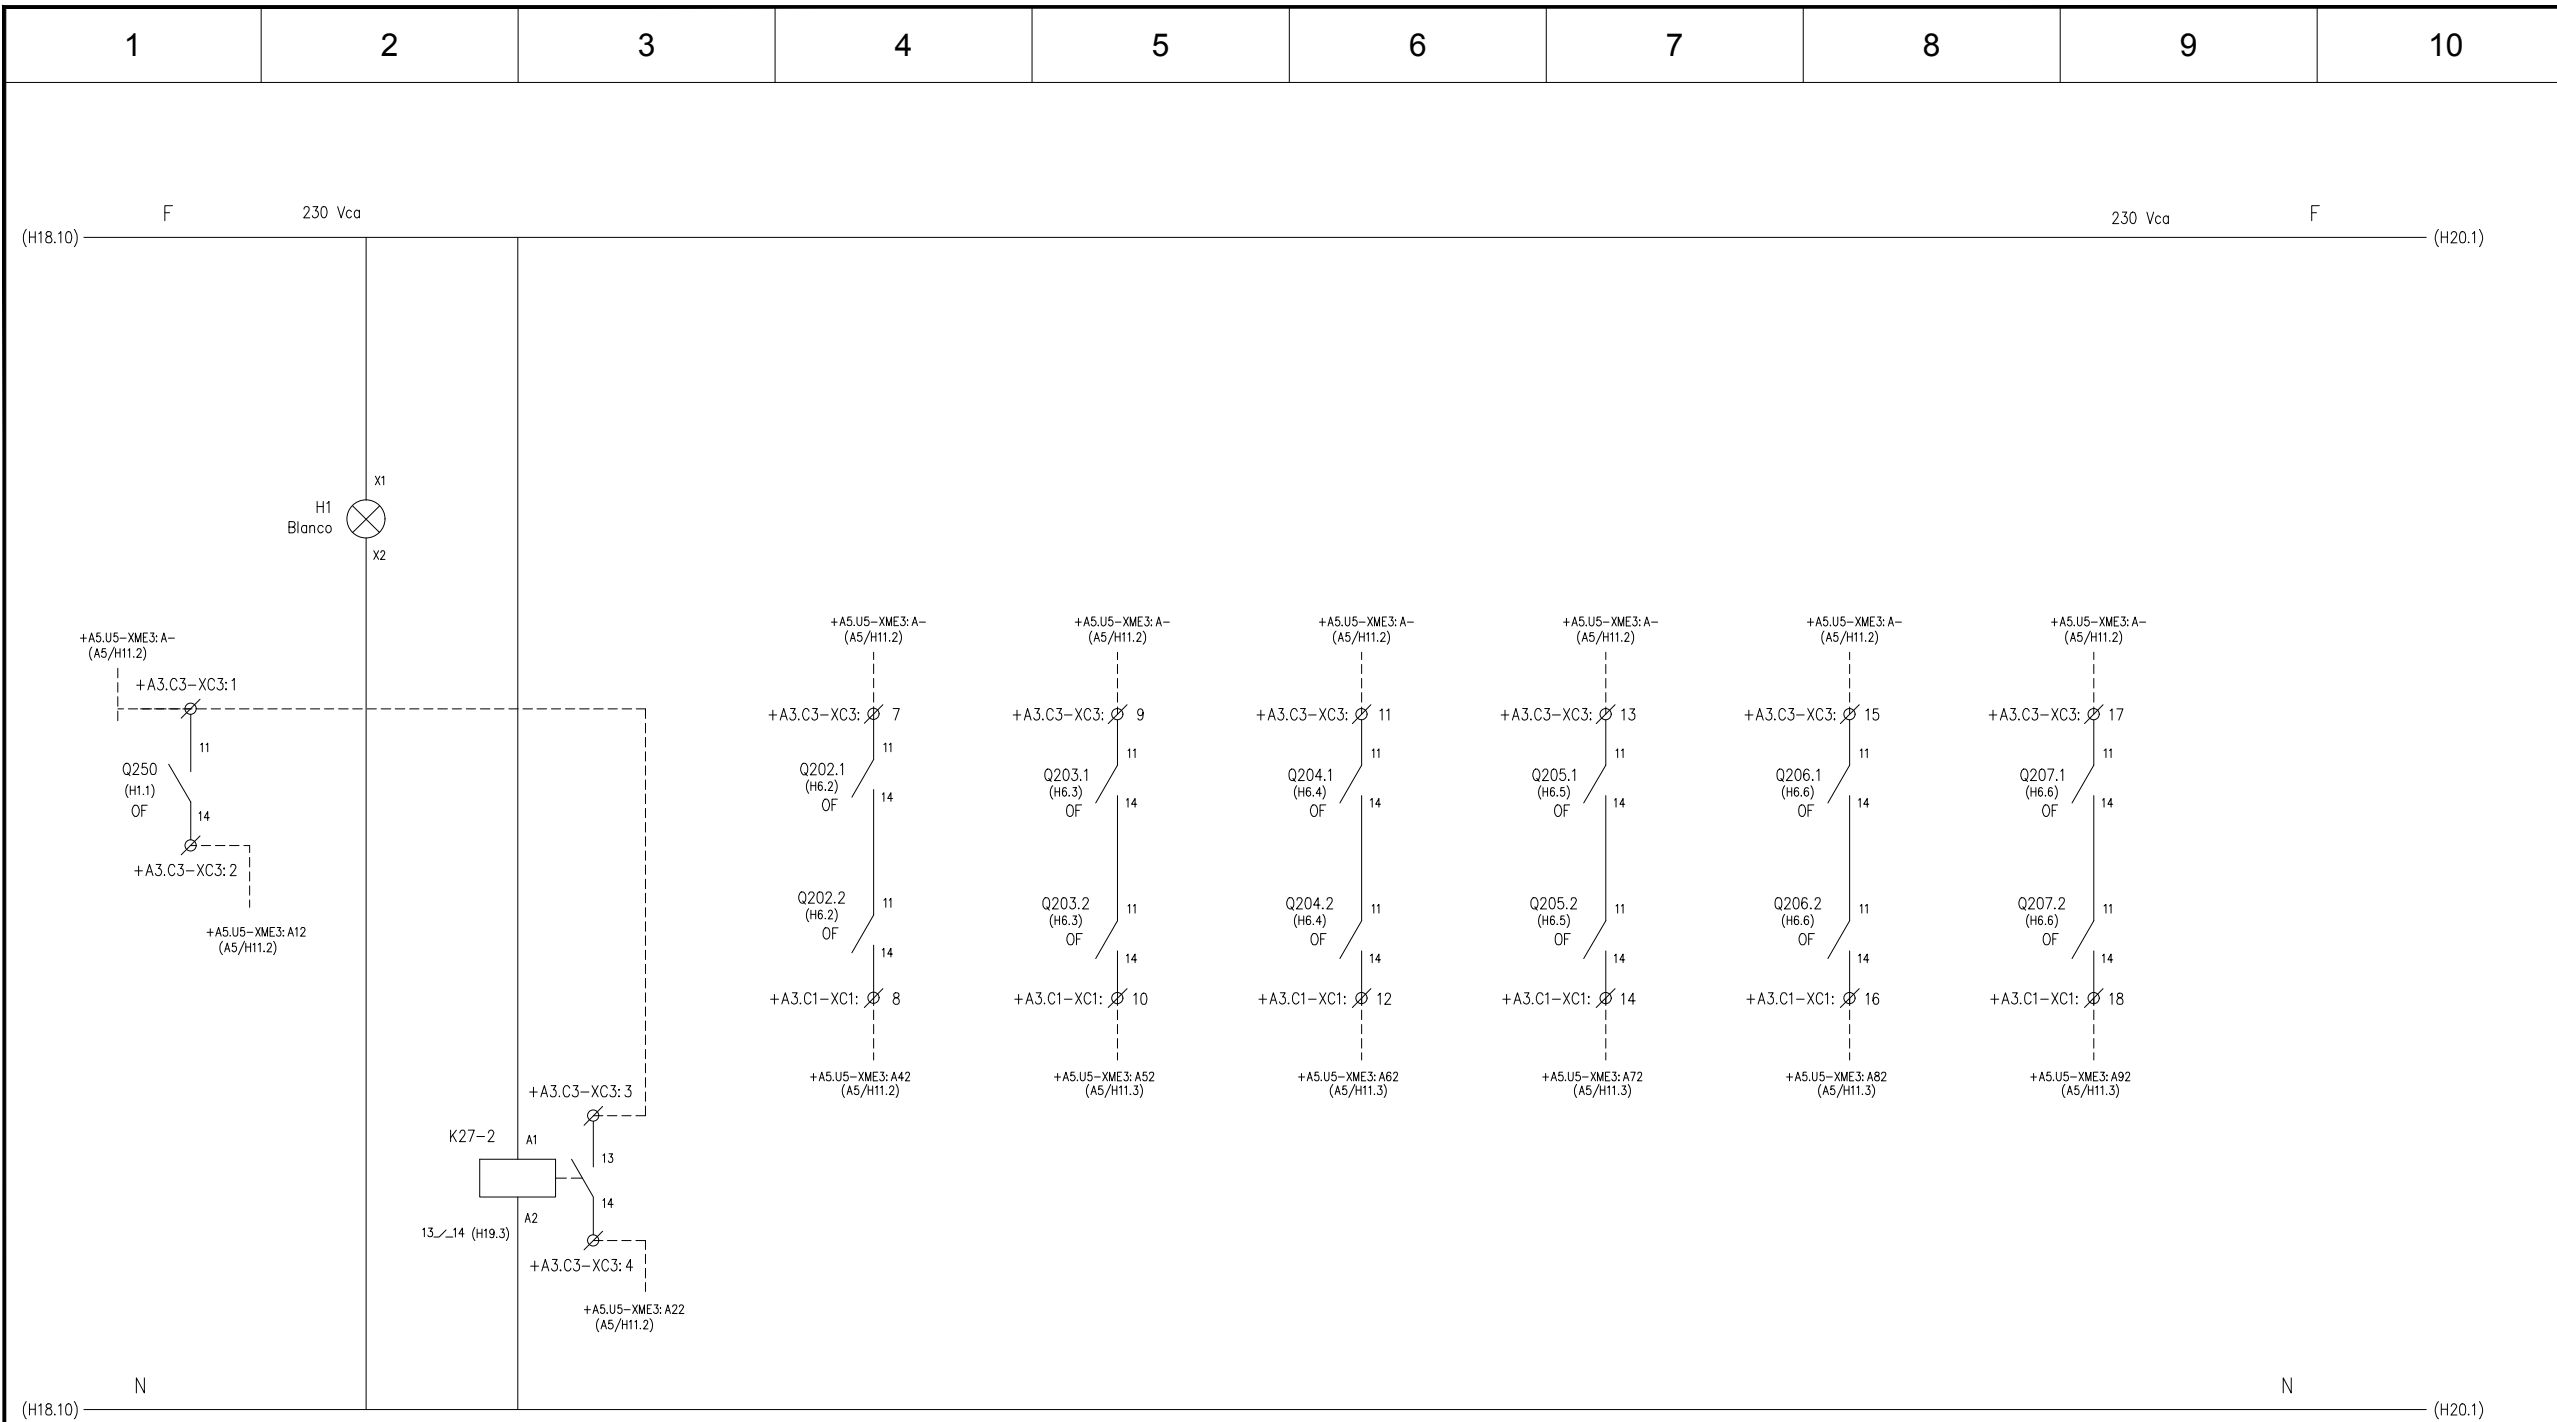 1 2 3 4 5 6 7 8 9 10
F 230 Vca 230 Vca F
(H18.10) (H20.1)
X1
H1
Blanco
X2
+A5.U5-XME3:A-
(A5/H11.2)
+A3.C3-XC3:1
11
Q250
(H1.1)
OF
14
+A3.C3-XC3:2
+A5.U5-XME3:A12
(A5/H11.2)
+A3.C3-XC3:3
K27-2 A1
13
14
A2
13 14 (H19.3)
+A3.C3-XC3:4
+A5.U5-XME3:A22
(A5/H11.2)
+A5.U5-XME3:A-
(A5/H11.2)
+A3.C3-XC3: 7
11
Q202.1
(H6.2)
OF
14
Q202.2
(H6.2)
OF
11
14
+A3.C1-XC1: 8
+A5.U5-XME3:A42
(A5/H11.2)
+A5.U5-XME3:A-
(A5/H11.2)
+A3.C3-XC3: 9
11
Q203.1
(H6.3)
OF
14
Q203.2
(H6.3)
OF
11
14
+A3.C1-XC1: 10
+A5.U5-XME3:A52
(A5/H11.3)
+A5.U5-XME3:A-
(A5/H11.2)
+A3.C3-XC3: 11
11
Q204.1
(H6.4)
OF
14
Q204.2
(H6.4)
OF
11
14
+A3.C1-XC1: 12
+A5.U5-XME3:A62
(A5/H11.3)
+A5.U5-XME3:A-
(A5/H11.2)
+A3.C3-XC3: 13
11
Q205.1
(H6.5)
OF
14
Q205.2
(H6.5)
OF
11
14
+A3.C1-XC1: 14
+A5.U5-XME3:A72
(A5/H11.3)
+A5.U5-XME3:A-
(A5/H11.2)
+A3.C3-XC3: 15
11
Q206.1
(H6.6)
OF
14
Q206.2
(H6.6)
OF
11
14
+A3.C1-XC1: 16
+A5.U5-XME3:A82
(A5/H11.3)
+A5.U5-XME3:A-
(A5/H11.2)
+A3.C3-XC3: 17
11
Q207.1
(H6.6)
OF
14
Q207.2
(H6.6)
OF
11
14
+A3.C1-XC1: 18
+A5.U5-XME3:A92
(A5/H11.3)
N N
(H18.10) (H20.1)